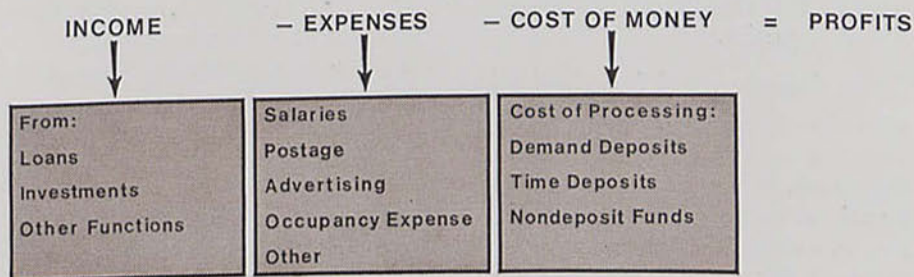 INCOME – EXPENSES – COST OF MONEY = PROFITS
From:
Loans
Investments
Other Functions
Salaries
Postage
Advertising
Occupancy Expense
Other
Cost of Processing:
Demand Deposits
Time Deposits
Nondeposit Funds